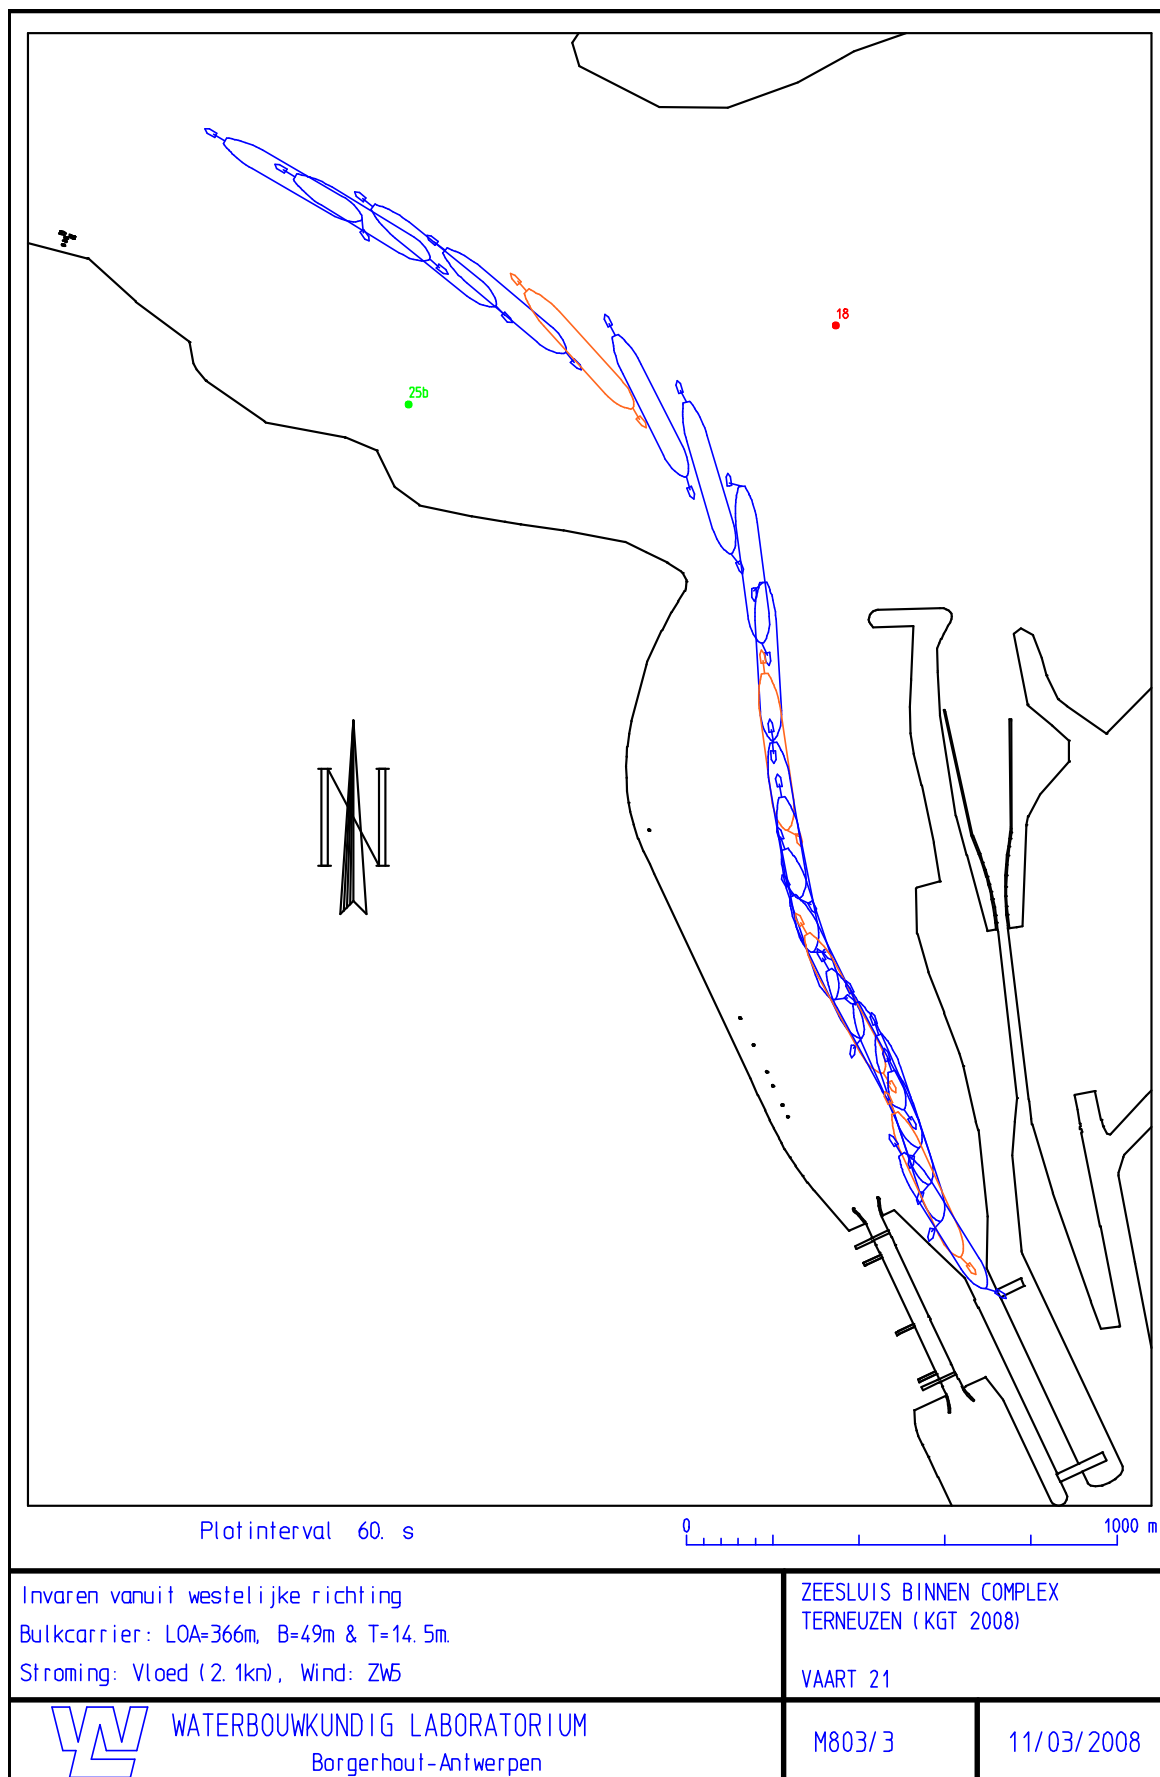 18
25b
N
Plotinterval 60. s
0 1000 m
Invaren vanuit westelijke richting
Bulkcarrier: LOA=366m, B=49m & T=14.5m.
Stroming: Vloed (2.1kn), Wind: ZW5
ZEESLUIS BINNEN COMPLEX
TERNEUZEN (KGT 2008)
VAART 21
WATERBOUWKUNDIG LABORATORIUM
Borgerhout-Antwerpen
M803/3
11/03/2008